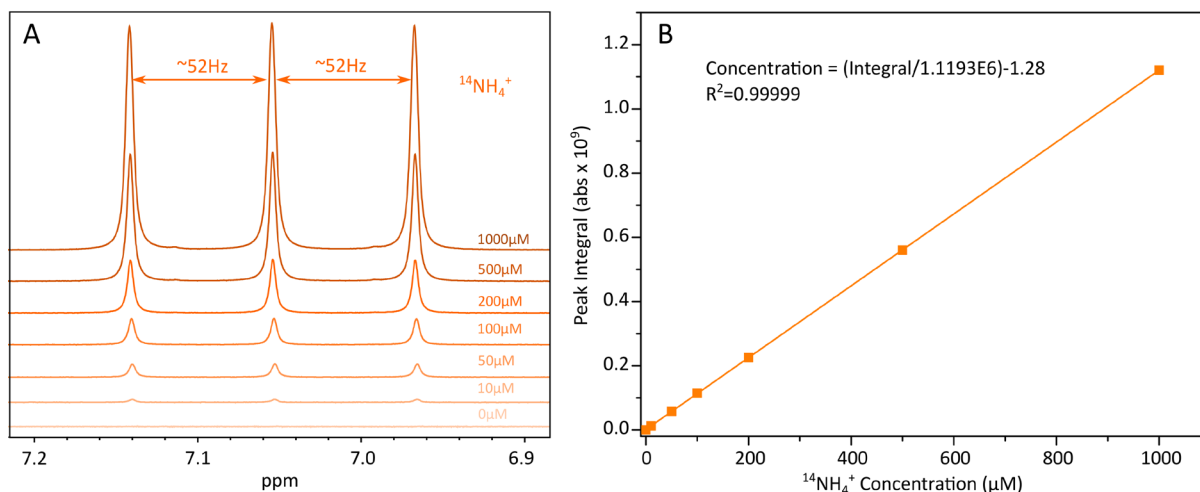 A
~52Hz
~52Hz
¹⁴NH₄⁺
1000µM
500µM
200µM
100µM
50µM
10µM
0µM
7.2
7.1
7.0
6.9
ppm
B
Concentration = (Integral/1.1193E6)-1.28
R²=0.99999
1.2
1.0
0.8
0.6
0.4
0.2
0.0
Peak Integral (abs x 10⁹)
0
200
400
600
800
1000
¹⁴NH₄⁺ Concentration (µM)